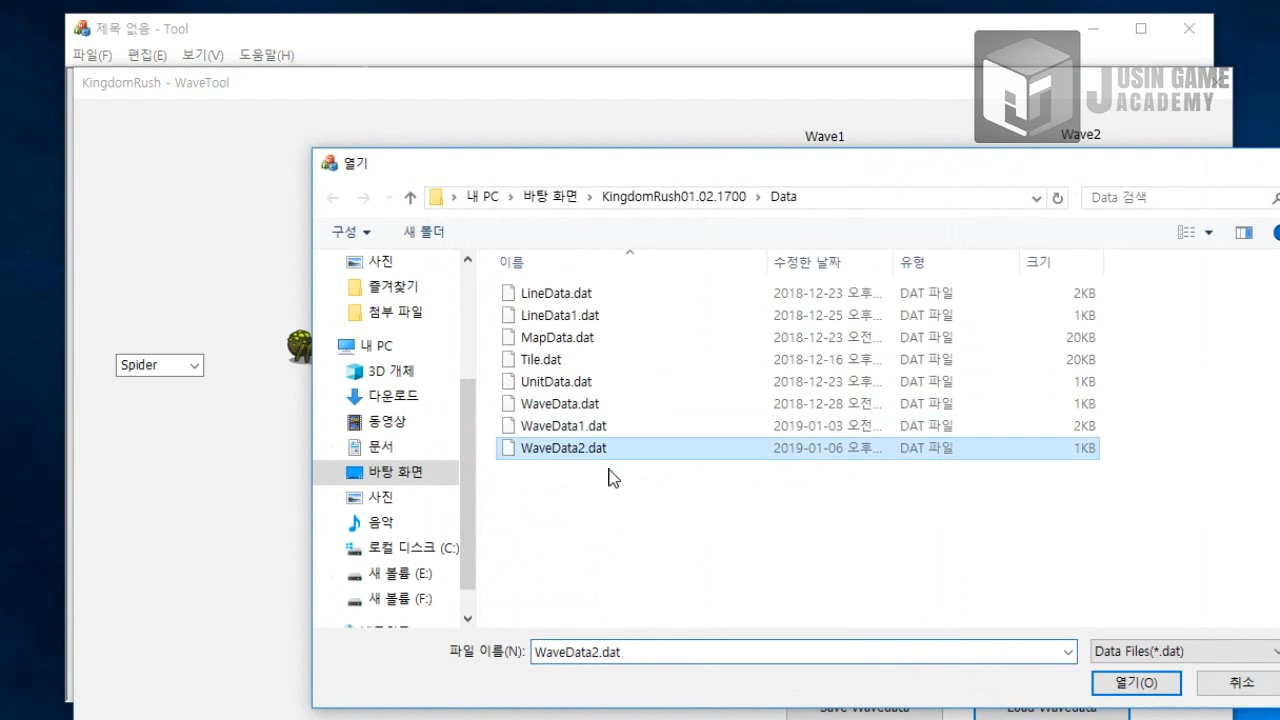 제목 없음 - Tool
파일(F) 편집(E) 보기(V) 도움말(H)
KingdomRush - WaveTool
JUSIN GAME
ACADEMY
Wave1 Wave2
열기
내 PC > 바탕 화면 > KingdomRush01.02.1700 > Data
Data 검색
구성 새 폴더
사진
즐겨찾기
첨부 파일
내 PC
3D 개체
다운로드
동영상
문서
바탕 화면
사진
음악
로컬 디스크 (C:)
새 볼륨 (E:)
새 볼륨 (F:)
이름 수정한 날짜 유형 크기
LineData.dat 2018-12-23 오후... DAT 파일 2KB
LineData1.dat 2018-12-25 오후... DAT 파일 1KB
MapData.dat 2018-12-23 오전... DAT 파일 20KB
Tile.dat 2018-12-16 오후... DAT 파일 20KB
UnitData.dat 2018-12-23 오후... DAT 파일 1KB
WaveData.dat 2018-12-28 오전... DAT 파일 1KB
WaveData1.dat 2019-01-03 오전... DAT 파일 2KB
WaveData2.dat 2019-01-06 오후... DAT 파일 1KB
Spider
파일 이름(N): WaveData2.dat Data Files(*.dat)
열기(O) 취소
Save Wavedata Load Wavedata